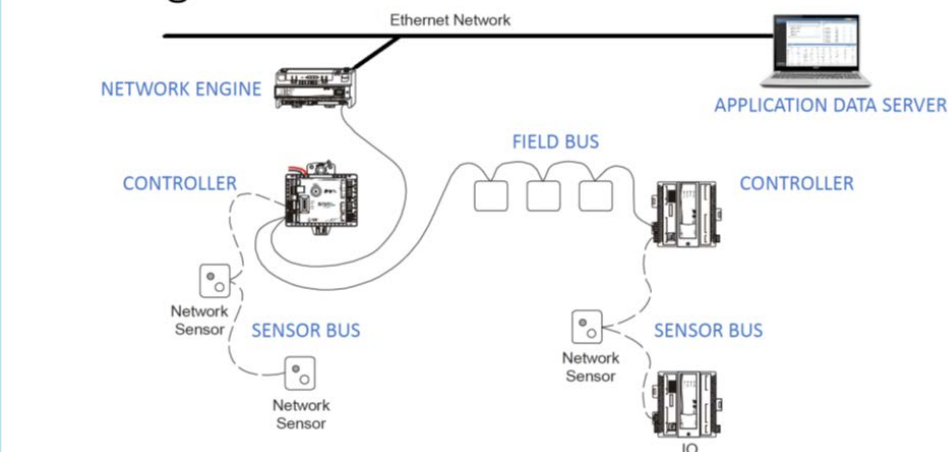 Ethernet Network
NETWORK ENGINE
APPLICATION DATA SERVER
FIELD BUS
CONTROLLER
CONTROLLER
Network
Sensor
SENSOR BUS
SENSOR BUS
Network
Sensor
Network
Sensor
IO